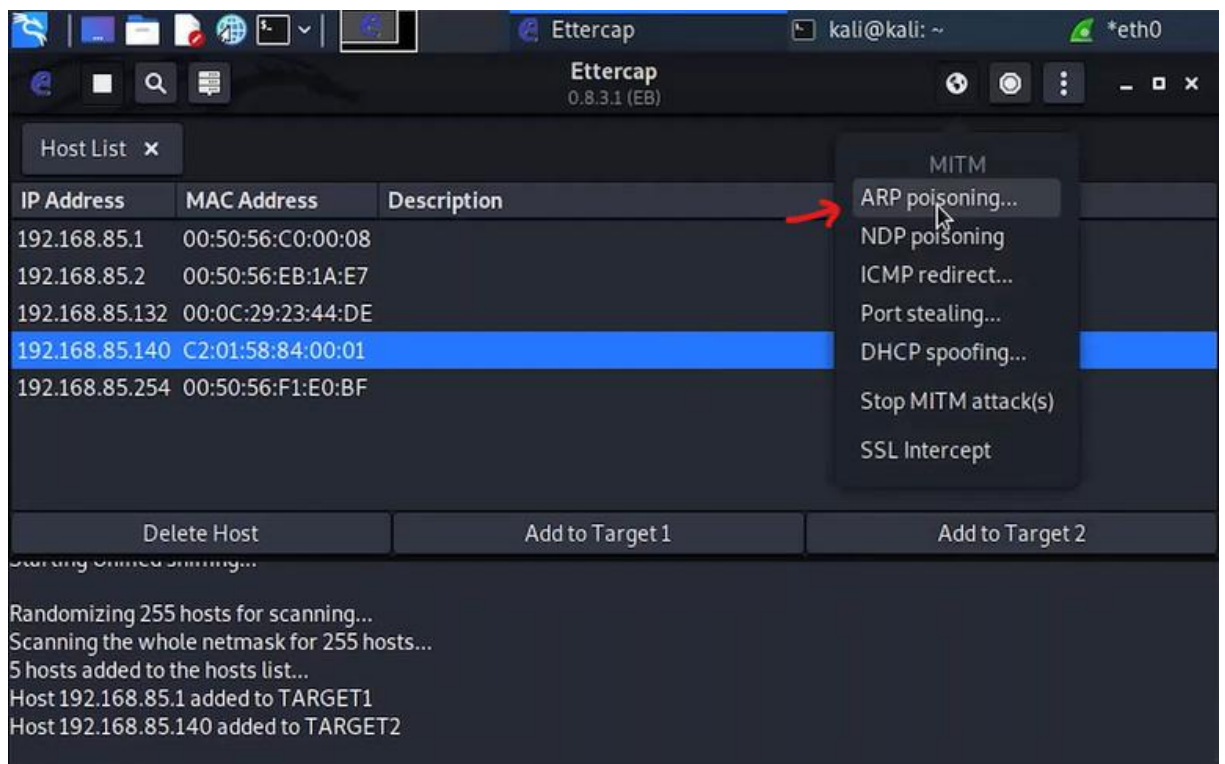 Ettercap
kali@kali: ~
*eth0
Ettercap
0.8.3.1 (EB)
Host List ×
MITM
ARP poisoning...
NDP poisoning
ICMP redirect...
Port stealing...
DHCP spoofing...
Stop MITM attack(s)
SSL Intercept
IP Address MAC Address Description
192.168.85.1 00:50:56:C0:00:08
192.168.85.2 00:50:56:EB:1A:E7
192.168.85.132 00:0C:29:23:44:DE
192.168.85.140 C2:01:58:84:00:01
192.168.85.254 00:50:56:F1:E0:BF
Delete Host Add to Target 1 Add to Target 2
Starting Unified sniffing...
Randomizing 255 hosts for scanning...
Scanning the whole netmask for 255 hosts...
5 hosts added to the hosts list...
Host 192.168.85.1 added to TARGET1
Host 192.168.85.140 added to TARGET2